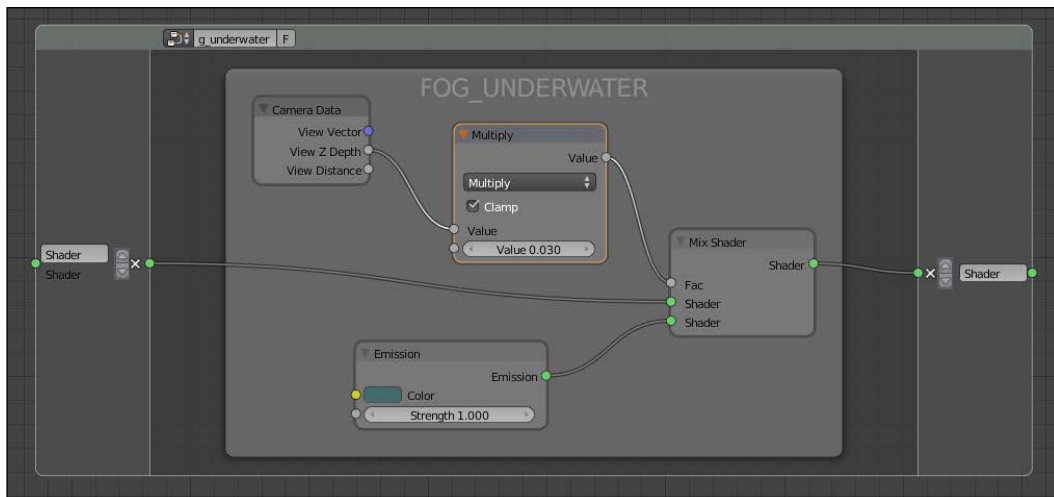 g_underwater F
FOG_UNDERWATER
Camera Data
View Vector
View Z Depth
View Distance
Multiply
Value
Multiply
Clamp
Value
Value 0.030
Shader
Shader
Mix Shader
Shader
Fac
Shader
Shader
Shader
Emission
Emission
Color
Strength 1.000